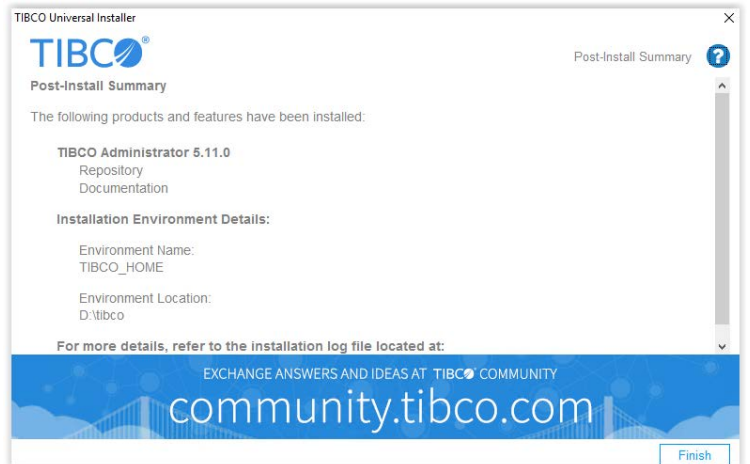 TIBCO Universal Installer
TIBCO®
Post-Install Summary
?
Post-Install Summary
The following products and features have been installed:
TIBCO Administrator 5.11.0
Repository
Documentation
Installation Environment Details:
Environment Name:
TIBCO_HOME
Environment Location:
D:\tibco
For more details, refer to the installation log file located at:
EXCHANGE ANSWERS AND IDEAS AT TIBCO COMMUNITY
community.tibco.com
Finish